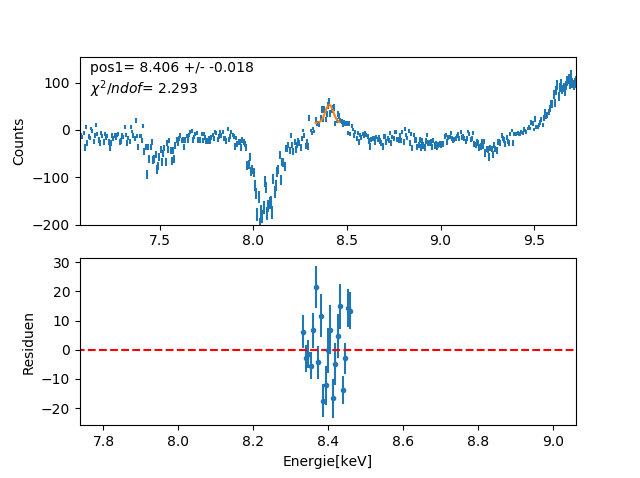 pos1= 8.406 +/- -0.018
χ²/ndof= 2.293
Counts
100
0
−100
−200
7.5 8.0 8.5 9.0 9.5
Residuen
30
20
10
0
−10
−20
7.8 8.0 8.2 8.4 8.6 8.8 9.0
Energie[keV]